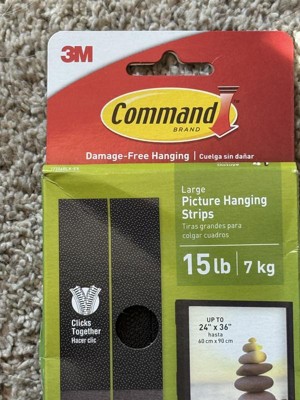 3M
Command
BRAND
Damage-Free Hanging | Cuelga sin dañar
Large
Picture Hanging
Strips
Tiras grandes para
colgar cuadros
15 lb | 7 kg
Clicks
Together
Hacer clic
UP TO
24" x 36"
hasta
60 cm x 90 cm